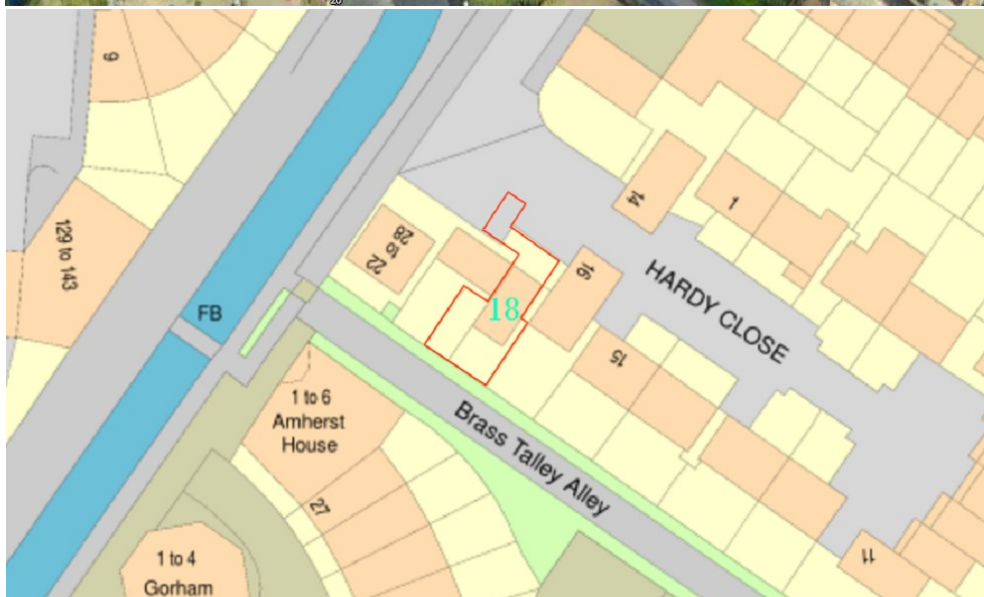 20
9
129 to 143
28
to
22
FB
14
1
16
18
HARDY CLOSE
15
1 to 6
Amherst
House
Brass Talley Alley
27
1 to 4
Gorham
11